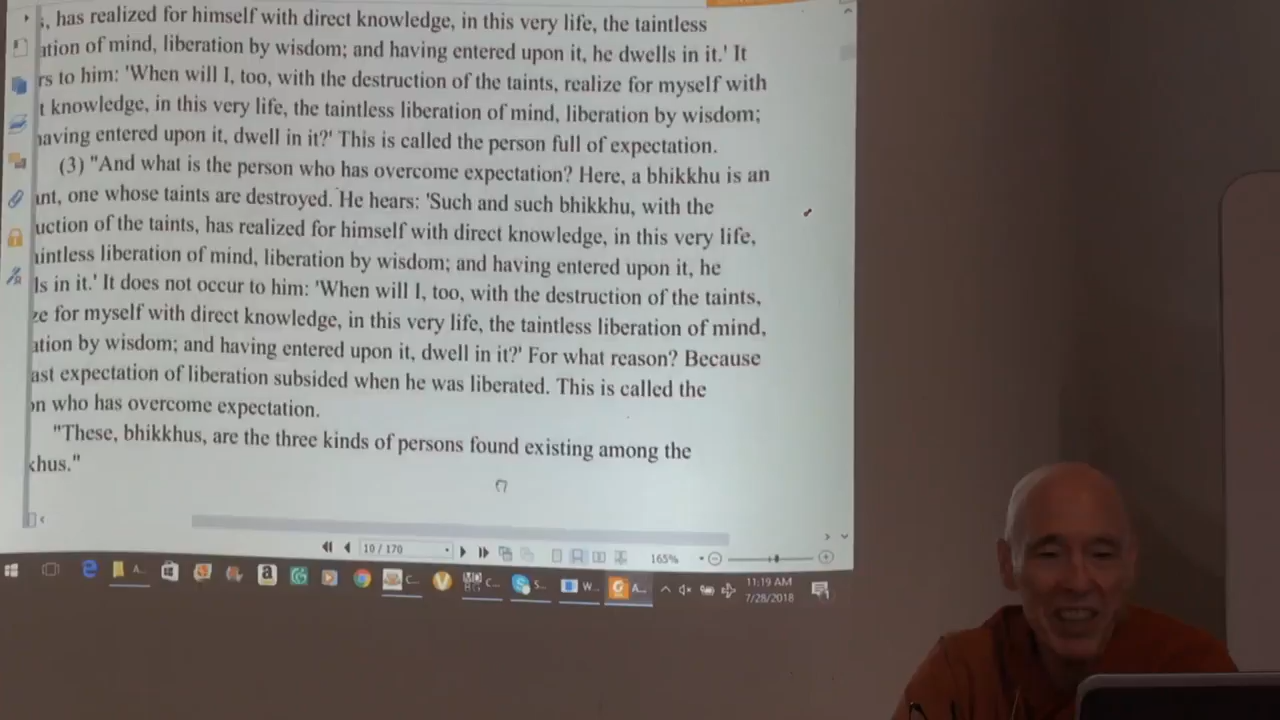 , has realized for himself with direct knowledge, in this very life, the taintless
ation of mind, liberation by wisdom; and having entered upon it, he dwells in it.' It
rs to him: 'When will I, too, with the destruction of the taints, realize for myself with
t knowledge, in this very life, the taintless liberation of mind, liberation by wisdom;
having entered upon it, dwell in it?' This is called the person full of expectation.
(3) "And what is the person who has overcome expectation? Here, a bhikkhu is an
ant, one whose taints are destroyed. He hears: 'Such and such bhikkhu, with the
uction of the taints, has realized for himself with direct knowledge, in this very life,
aintless liberation of mind, liberation by wisdom; and having entered upon it, he
ls in it.' It does not occur to him: 'When will I, too, with the destruction of the taints,
ze for myself with direct knowledge, in this very life, the taintless liberation of mind,
ation by wisdom; and having entered upon it, dwell in it?' For what reason? Because
ast expectation of liberation subsided when he was liberated. This is called the
on who has overcome expectation.
"These, bhikkhus, are the three kinds of persons found existing among the
khus."
10 / 170
165%
A...
C...
C...
S...
W...
A...
11:19 AM
7/28/2018